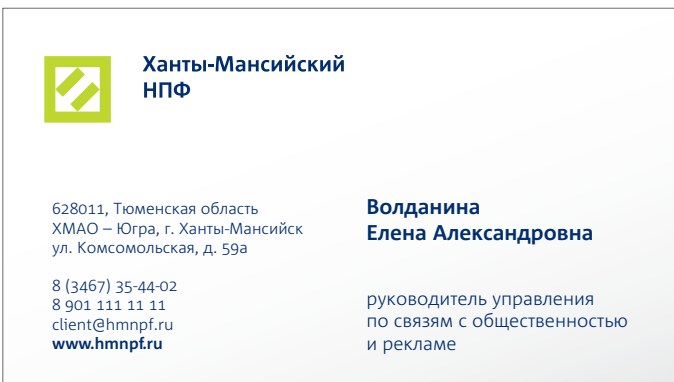 Ханты-Мансийский
НПФ
628011, Тюменская область
ХМАО – Югра, г. Ханты-Мансийск
ул. Комсомольская, д. 59а
8 (3467) 35-44-02
8 901 111 11 11
client@hmnpf.ru
www.hmnpf.ru
Волданина
Елена Александровна
руководитель управления
по связям с общественностью
и рекламе